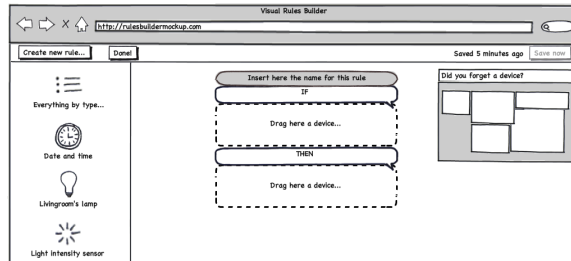 Visual Rules Builder
http://rulesbuildermockup.com
Create new rule...
Done!
Saved 5 minutes ago
Save now
Everything by type...
Date and time
Livingroom's lamp
Light intensity sensor
Insert here the name for this rule
IF
Drag here a device...
THEN
Drag here a device...
Did you forget a device?